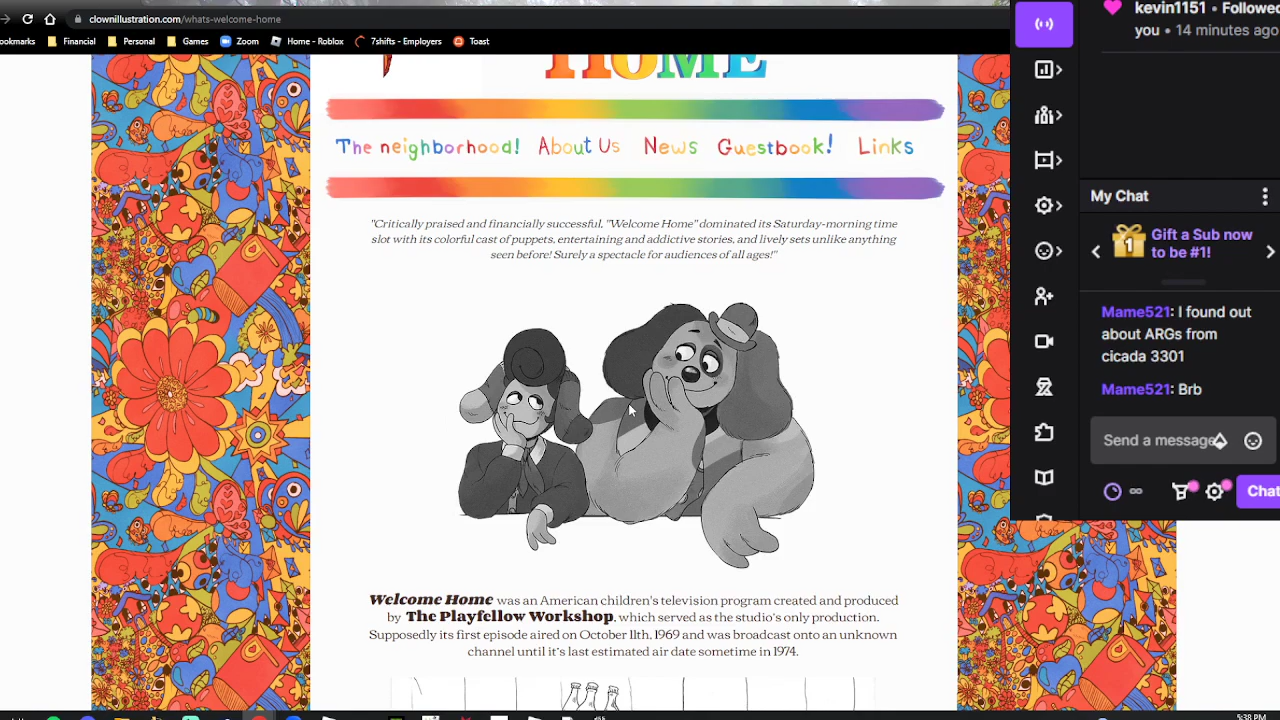 clownillustration.com/whats-welcome-home
ookmarks Financial Personal Games Zoom Home - Roblox 7shifts - Employers Toast
HOME
The neighborhood! About Us News Guestbook! Links
"Critically praised and financially successful, "Welcome Home" dominated its Saturday-morning time
slot with its colorful cast of puppets, entertaining and addictive stories, and lively sets unlike anything
seen before! Surely a spectacle for audiences of all ages!"
Welcome Home was an American children's television program created and produced
by The Playfellow Workshop, which served as the studio's only production.
Supposedly its first episode aired on October 11th, 1969 and was broadcast onto an unknown
channel until it's last estimated air date sometime in 1974.
kevin1151 • Followed
you • 14 minutes ago
My Chat
1
Gift a Sub now
to be #1!
Mame521: I found out
about ARGs from
cicada 3301
Mame521: Brb
Send a message
Chat
5:38 PM